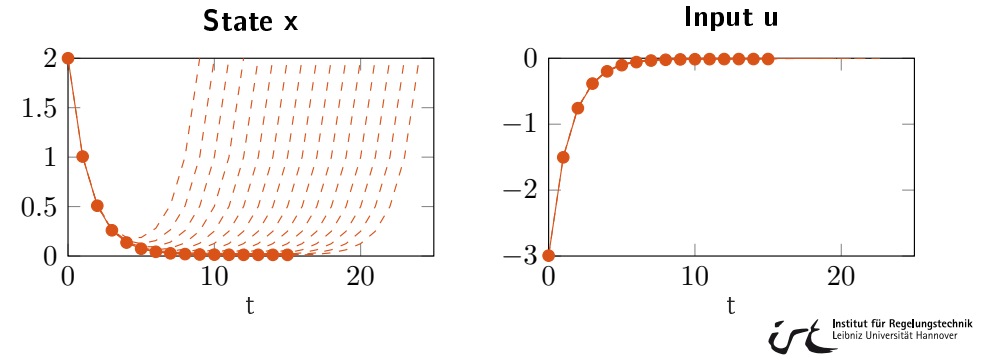 State x
2
1.5
1
0.5
0
0
10
20
t
Input u
0
−1
−2
−3
0
10
20
t
irt
Institut für Regelungstechnik
Leibniz Universität Hannover